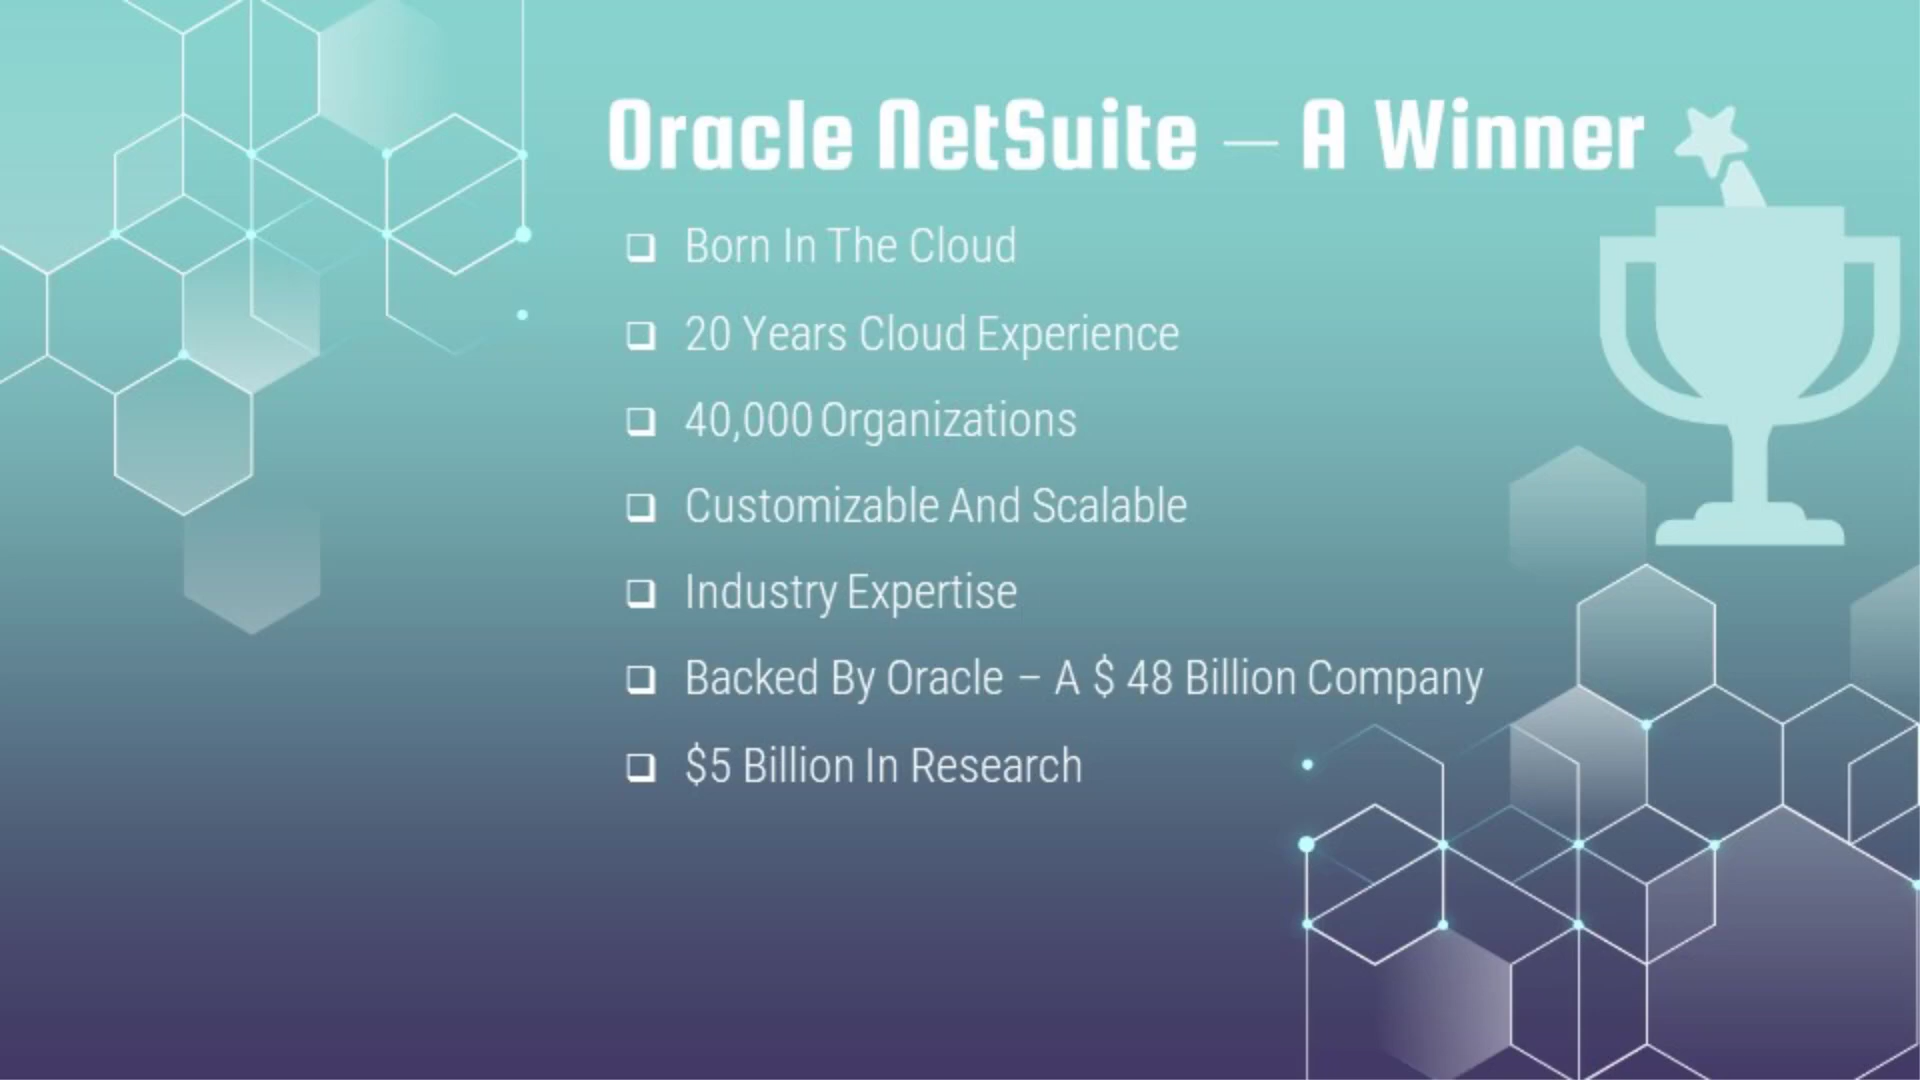 Oracle NetSuite – A Winner
❑ Born In The Cloud
❑ 20 Years Cloud Experience
❑ 40,000 Organizations
❑ Customizable And Scalable
❑ Industry Expertise
❑ Backed By Oracle – A $ 48 Billion Company
❑ $5 Billion In Research